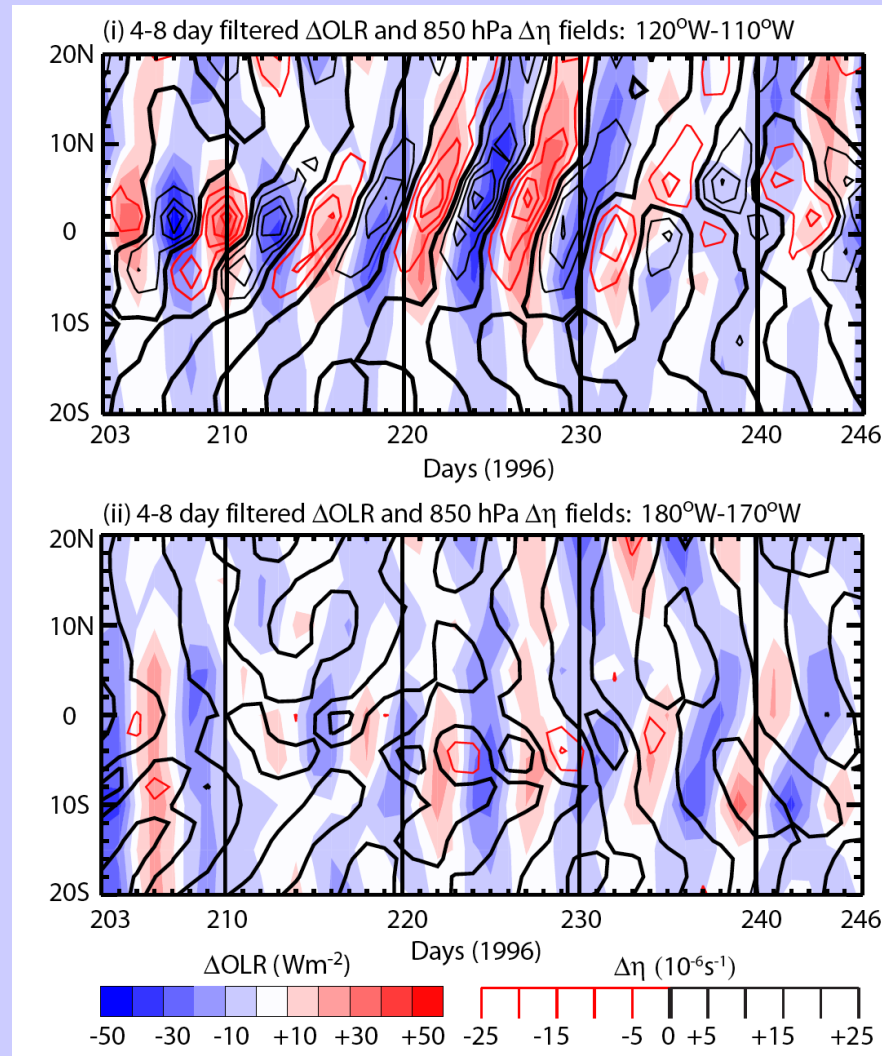 (i) 4-8 day filtered ΔOLR and 850 hPa Δη fields: 120°W-110°W
20N
10N
0
10S
20S
203 210 220 230 240 246
Days (1996)
(ii) 4-8 day filtered ΔOLR and 850 hPa Δη fields: 180°W-170°W
20N
10N
0
10S
20S
203 210 220 230 240 246
Days (1996)
ΔOLR (Wm⁻²) Δη (10⁻⁶s⁻¹)
-50 -30 -10 +10 +30 +50 -25 -15 -5 0 +5 +15 +25